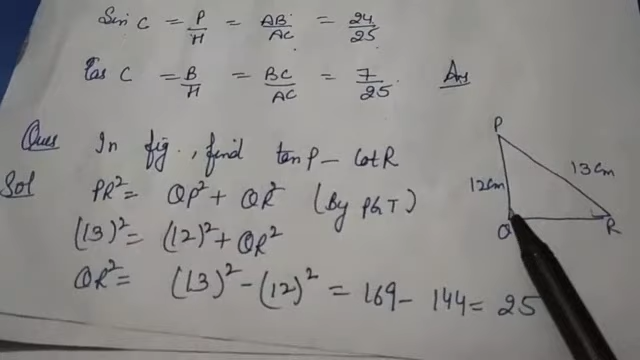 Sin C = P/H = AB/AC = 24/25
Cos C = B/H = BC/AC = 7/25. Ans
Ques In fig., find tan P - Cot R
Sol PR² = QP² + QR² (By PGT)
(13)² = (12)² + QR²
QR² = (13)² - (12)² = 169 - 144 = 25
P
12cm
13cm
Q
R